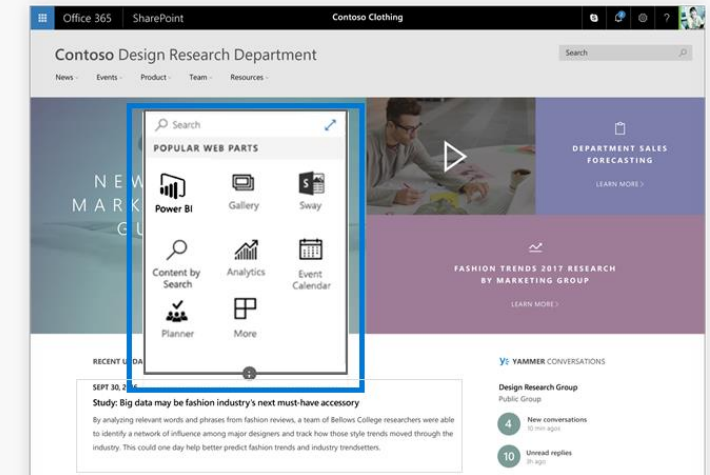 Office 365 SharePoint Contoso Clothing ?
Contoso Design Research Department
Search
News Events Product Team Resources
Search
POPULAR WEB PARTS
Power BI Gallery Sway
Content by Search Analytics Event Calendar
Planner More
DEPARTMENT SALES
FORECASTING
LEARN MORE >
FASHION TRENDS 2017 RESEARCH
BY MARKETING GROUP
LEARN MORE >
RECENT
YAMMER CONVERSATIONS
SEPT 30,
Study: Big data may be fashion industry's next must-have accessory
By analyzing relevant words and phrases from fashion reviews, a team of Bellows College researchers were able
to identify a network of influence among major designers and track how those style trends moved through the
industry. This could one day help better predict fashion trends and industry trendsetters.
Design Research Group
Public Group
4 New conversations
10 min ago
10 Unread replies